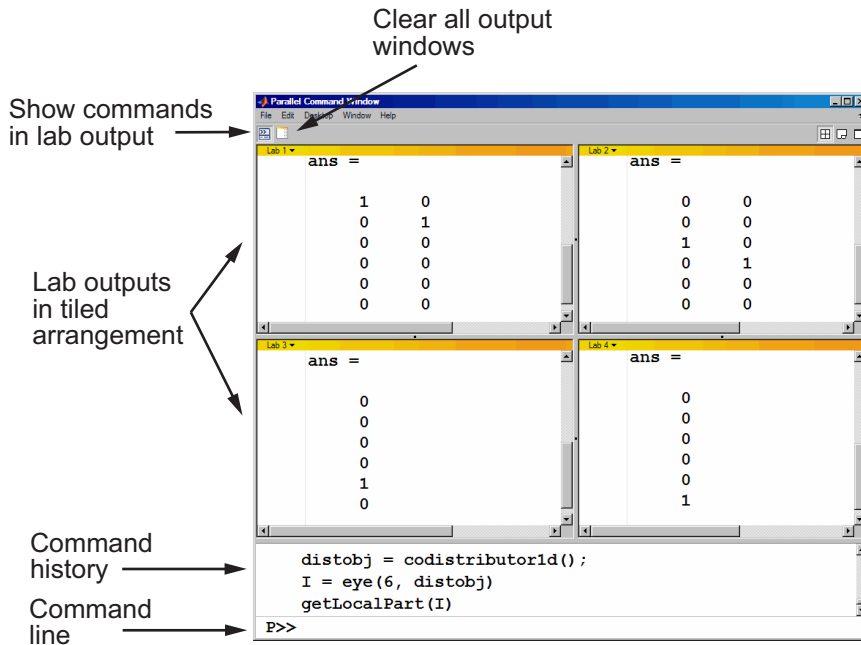 Clear all output
windows
Show commands
in lab output
Parallel Command Window
File Edit Desktop Window Help
Lab 1
ans =
1 0
0 1
0 0
0 0
0 0
0 0
Lab 2
ans =
0 0
0 0
1 0
0 1
0 0
0 0
Lab outputs
in tiled
arrangement
Lab 3
ans =
0
0
0
0
1
0
Lab 4
ans =
0
0
0
0
0
1
Command
history
distobj = codistributor1d();
I = eye(6, distobj)
getLocalPart(I)
Command
line
P>>